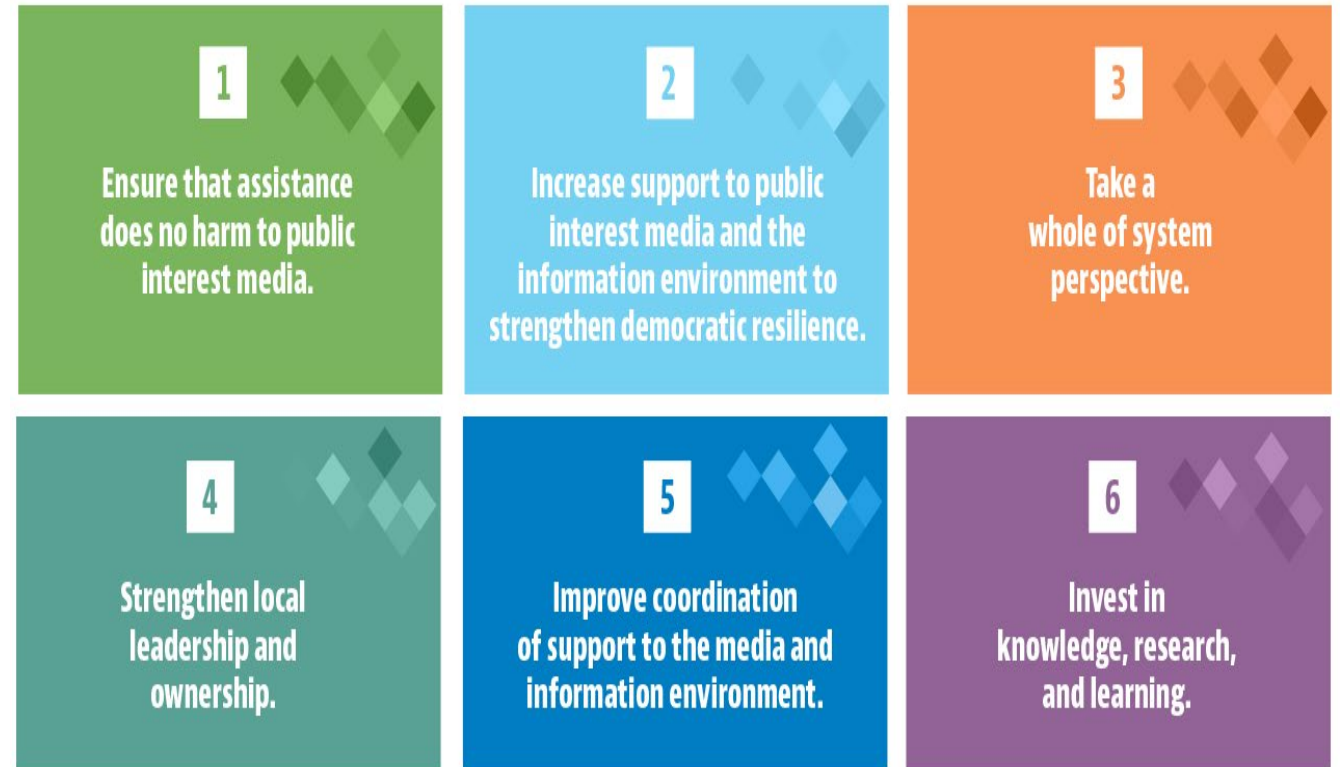 1
Ensure that assistance
does no harm to public
interest media.
2
Increase support to public
interest media and the
information environment to
strengthen democratic resilience.
3
Take a
whole of system
perspective.
4
Strengthen local
leadership and
ownership.
5
Improve coordination
of support to the media and
information environment.
6
Invest in
knowledge, research,
and learning.